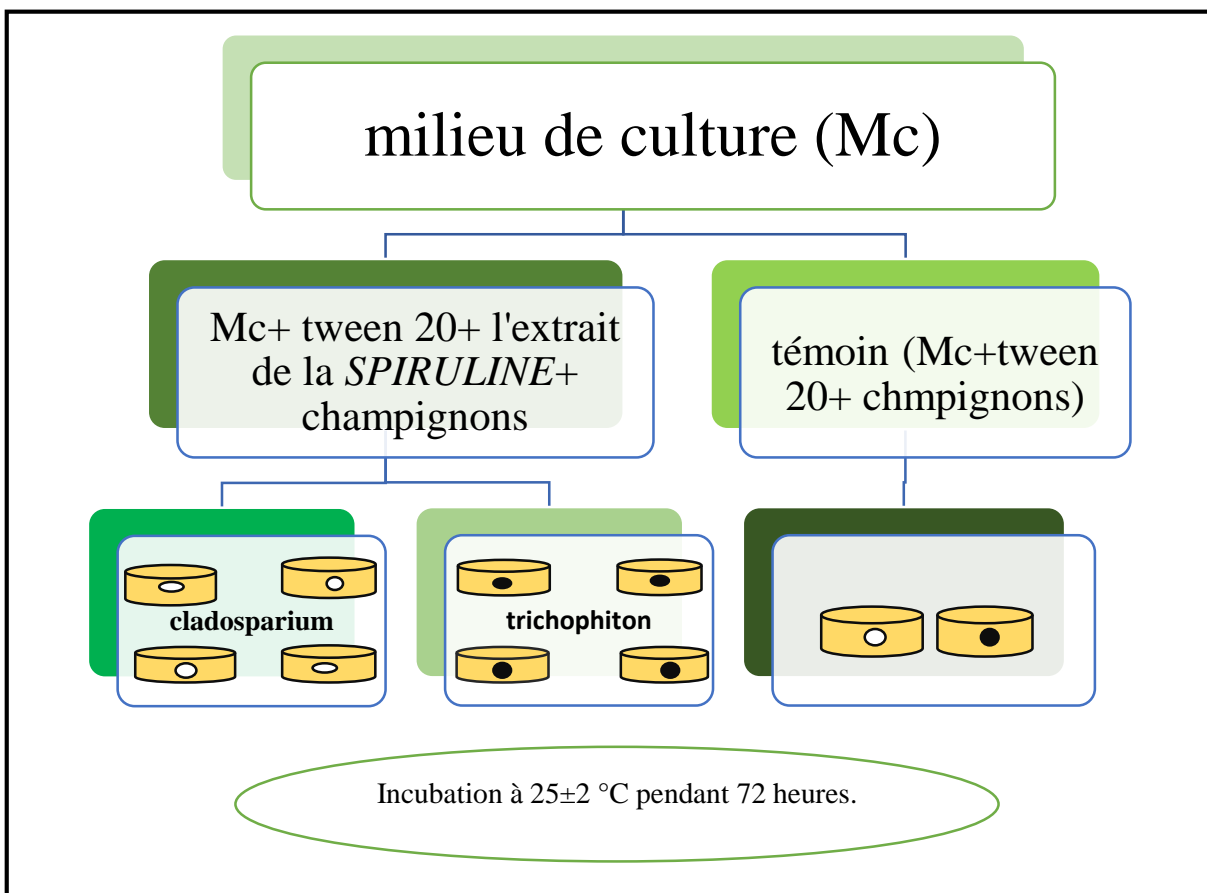 milieu de culture (Mc)
Mc+ tween 20+ l'extrait
de la SPIRULINE+
champignons
témoin (Mc+tween
20+ chmpignons)
cladosparium
trichophiton
Incubation à 25±2 °C pendant 72 heures.